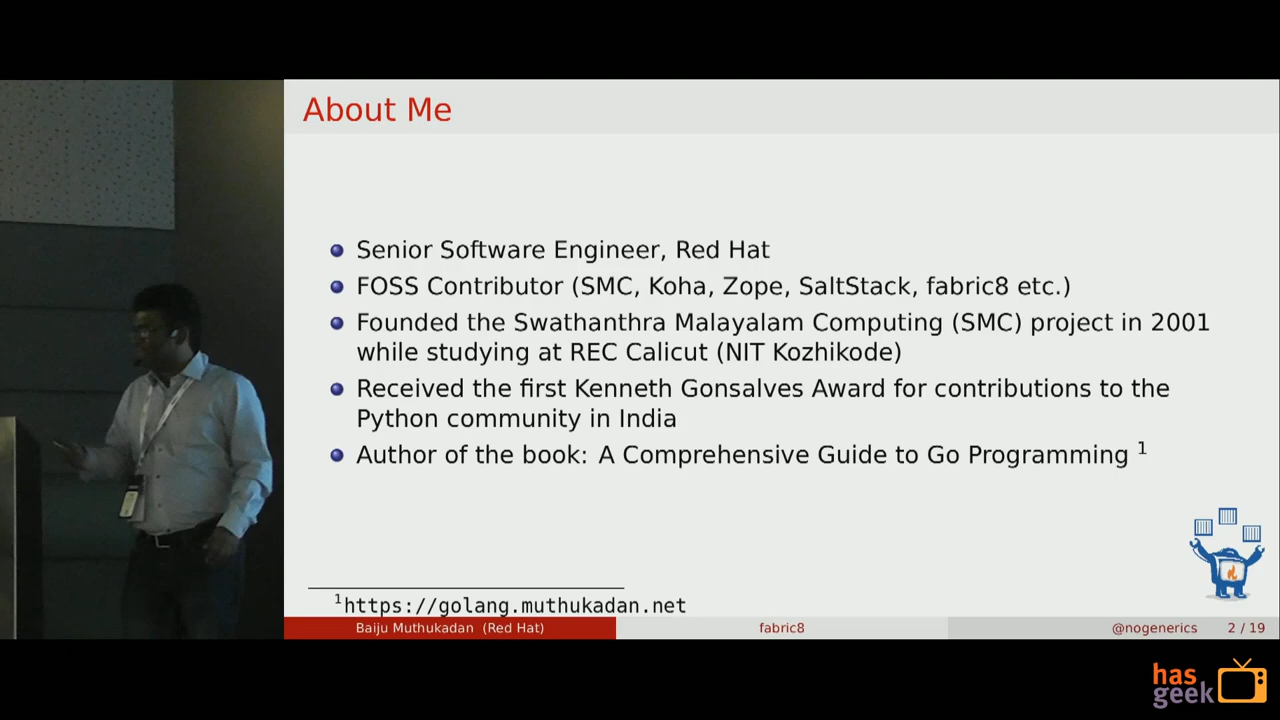 About Me
Senior Software Engineer, Red Hat
FOSS Contributor (SMC, Koha, Zope, SaltStack, fabric8 etc.)
Founded the Swathanthra Malayalam Computing (SMC) project in 2001
while studying at REC Calicut (NIT Kozhikode)
Received the first Kenneth Gonsalves Award for contributions to the
Python community in India
Author of the book: A Comprehensive Guide to Go Programming 1
1https://golang.muthukadan.net
Baiju Muthukadan (Red Hat)
fabric8
@nogenerics
2 / 19
has
geek